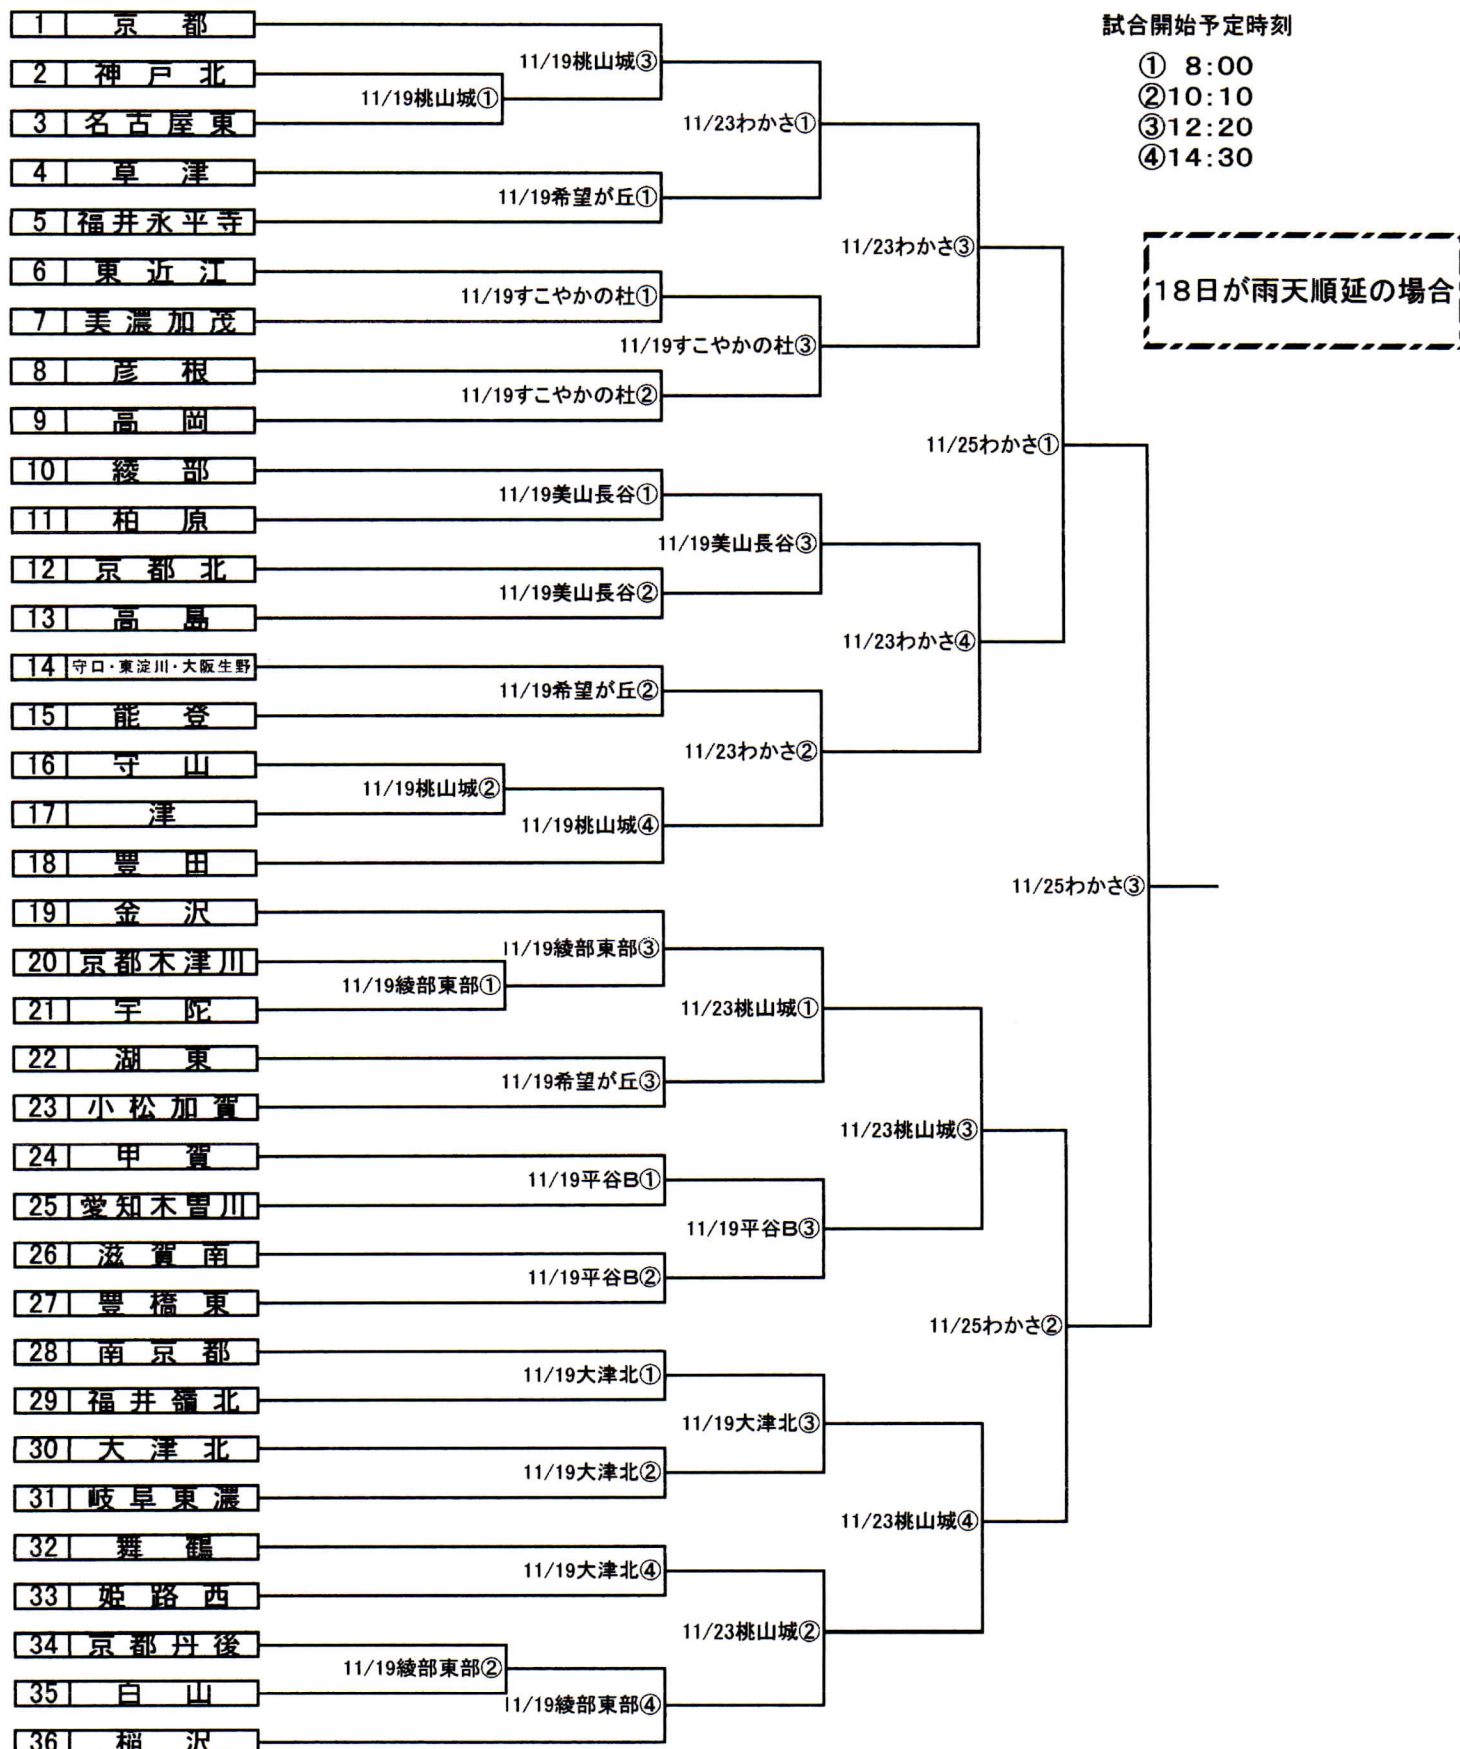 試合開始予定時刻
① 8:00
②10:10
③12:20
④14:30
18日が雨天順延の場合
1 京都
2 神戸北
3 名古屋東
4 草津
5 福井永平寺
6 東近江
7 美濃加茂
8 彦根
9 高岡
10 綾部
11 柏原
12 京都北
13 高島
14 守口・東淀川・大阪生野
15 能登
16 守山
17 津
18 豊田
19 金沢
20 京都木津川
21 宇陀
22 湖東
23 小松加賀
24 甲賀
25 愛知木曽川
26 滋賀南
27 豊橋東
28 南京都
29 福井嶺北
30 大津北
31 岐阜東濃
32 舞鶴
33 姫路西
34 京都丹後
35 白山
36 稲沢
11/19桃山城①
11/19桃山城②
11/19綾部東部①
11/19綾部東部②
11/19桃山城③
11/19希望が丘①
11/19すこやかの杜①
11/19すこやかの杜②
11/19美山長谷①
11/19美山長谷②
11/19希望が丘②
11/19桃山城④
11/19綾部東部③
11/19希望が丘③
11/19平谷B①
11/19平谷B②
11/19大津北①
11/19大津北②
11/19大津北④
11/19綾部東部④
11/23わかさ①
11/19すこやかの杜③
11/19美山長谷③
11/23わかさ②
11/23桃山城①
11/19平谷B③
11/19大津北③
11/23桃山城②
11/23わかさ③
11/23わかさ④
11/23桃山城③
11/23桃山城④
11/25わかさ①
11/25わかさ②
11/25わかさ③